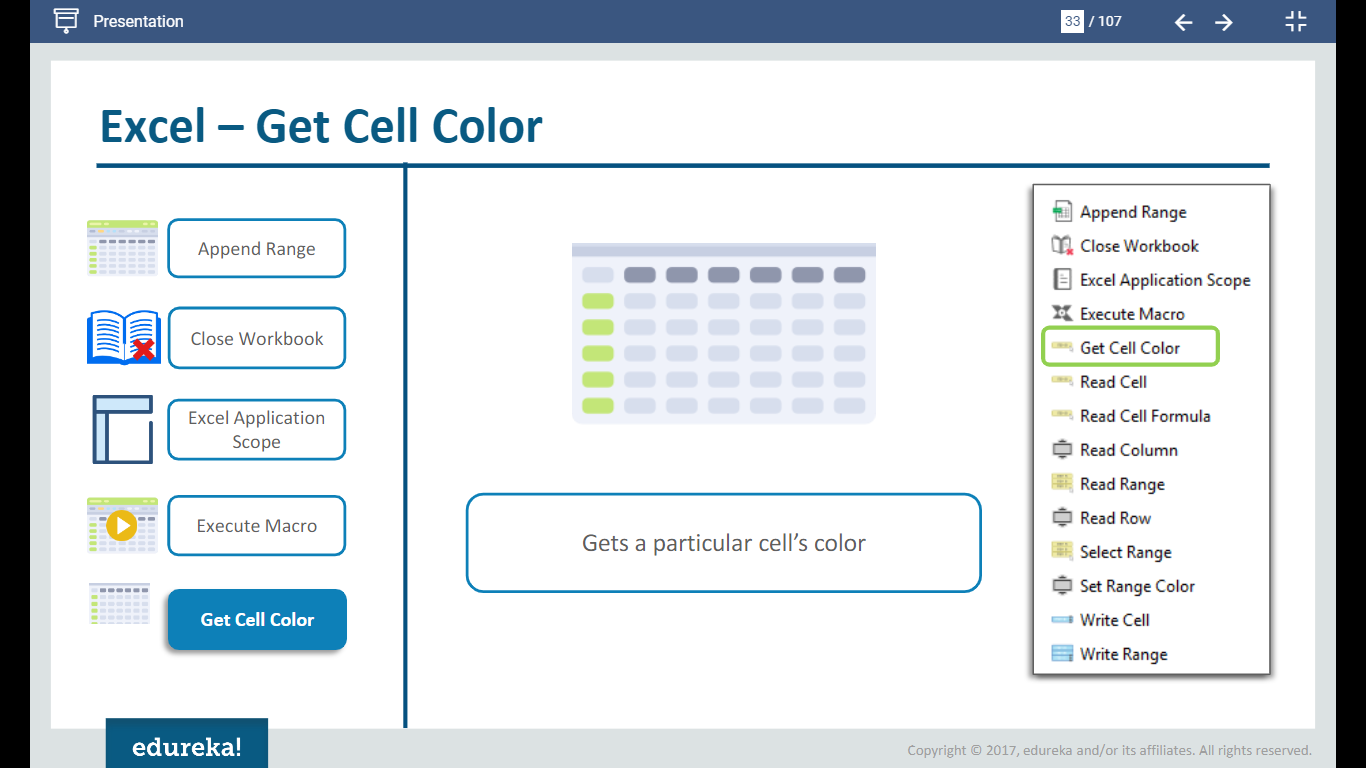 Presentation
33 / 107
Excel – Get Cell Color
Append Range
Close Workbook
Excel Application
Scope
Execute Macro
Get Cell Color
Gets a particular cell’s color
Append Range
Close Workbook
Excel Application Scope
Execute Macro
Get Cell Color
Read Cell
Read Cell Formula
Read Column
Read Range
Read Row
Select Range
Set Range Color
Write Cell
Write Range
edureka!
Copyright © 2017, edureka and/or its affiliates. All rights reserved.